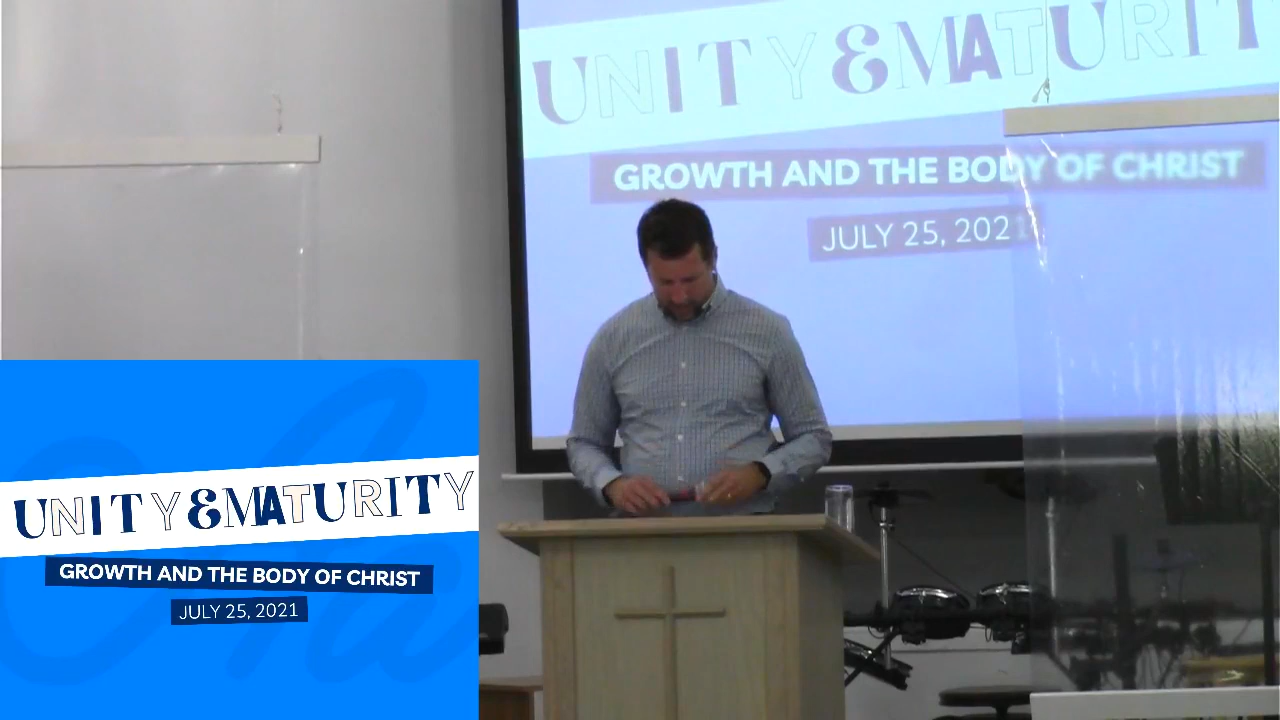 UNITY & MATURIT
GROWTH AND THE BODY OF CHRIST
JULY 25, 2021
UNITY & MATURITY
GROWTH AND THE BODY OF CHRIST
JULY 25, 2021